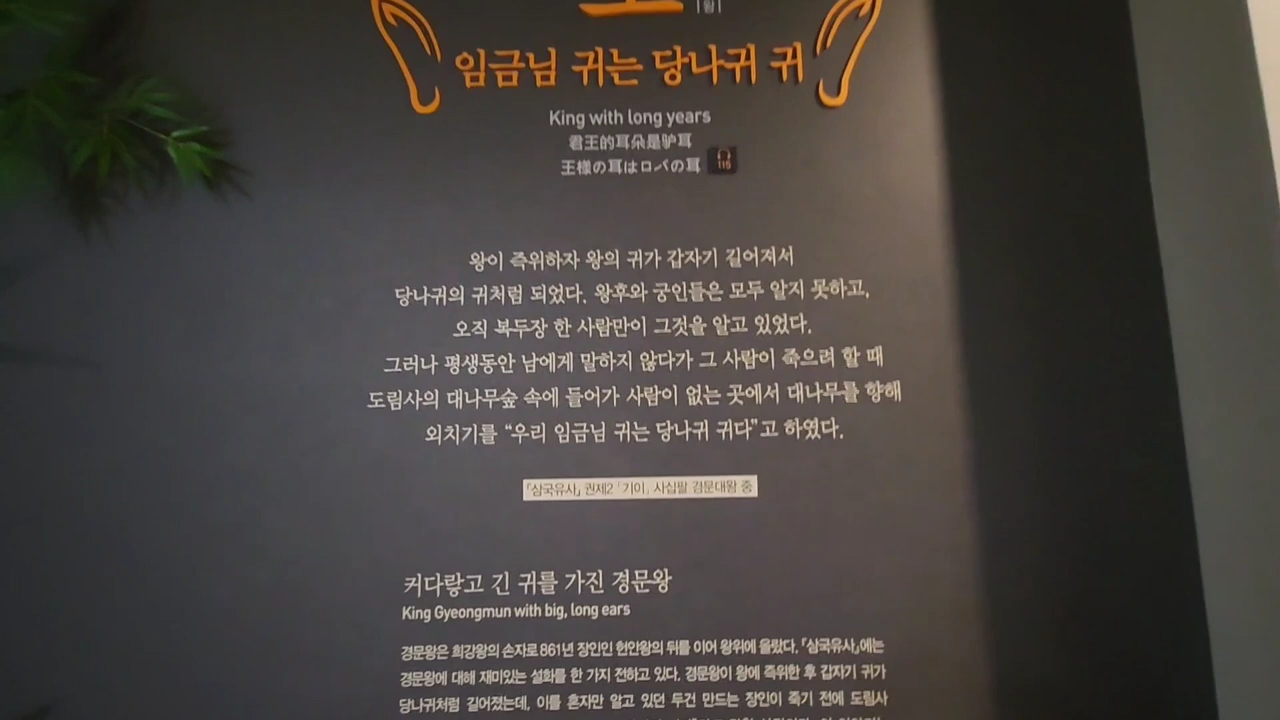 [왕]
임금님 귀는 당나귀 귀
King with long years
君王的耳朵是驴耳
王様の耳はロバの耳 115
왕이 즉위하자 왕의 귀가 갑자기 길어져서
당나귀의 귀처럼 되었다. 왕후와 궁인들은 모두 알지 못하고,
오직 복두장 한 사람만이 그것을 알고 있었다.
그러나 평생동안 남에게 말하지 않다가 그 사람이 죽으려 할 때
도림사의 대나무숲 속에 들어가 사람이 없는 곳에서 대나무를 향해
외치기를 “우리 임금님 귀는 당나귀 귀다”고 하였다.
「삼국유사」 권제2 「기이」 사십팔 경문대왕 중
커다랗고 긴 귀를 가진 경문왕
King Gyeongmun with big, long ears
경문왕은 희강왕의 손자로 861년 장인인 헌안왕의 뒤를 이어 왕위에 올랐다. 『삼국유사』에는
경문왕에 대해 재미있는 설화를 한 가지 전하고 있다. 경문왕이 왕에 즉위한 후 갑자기 귀가
당나귀처럼 길어졌는데, 이를 혼자만 알고 있던 두건 만드는 장인이 죽기 전에 도림사